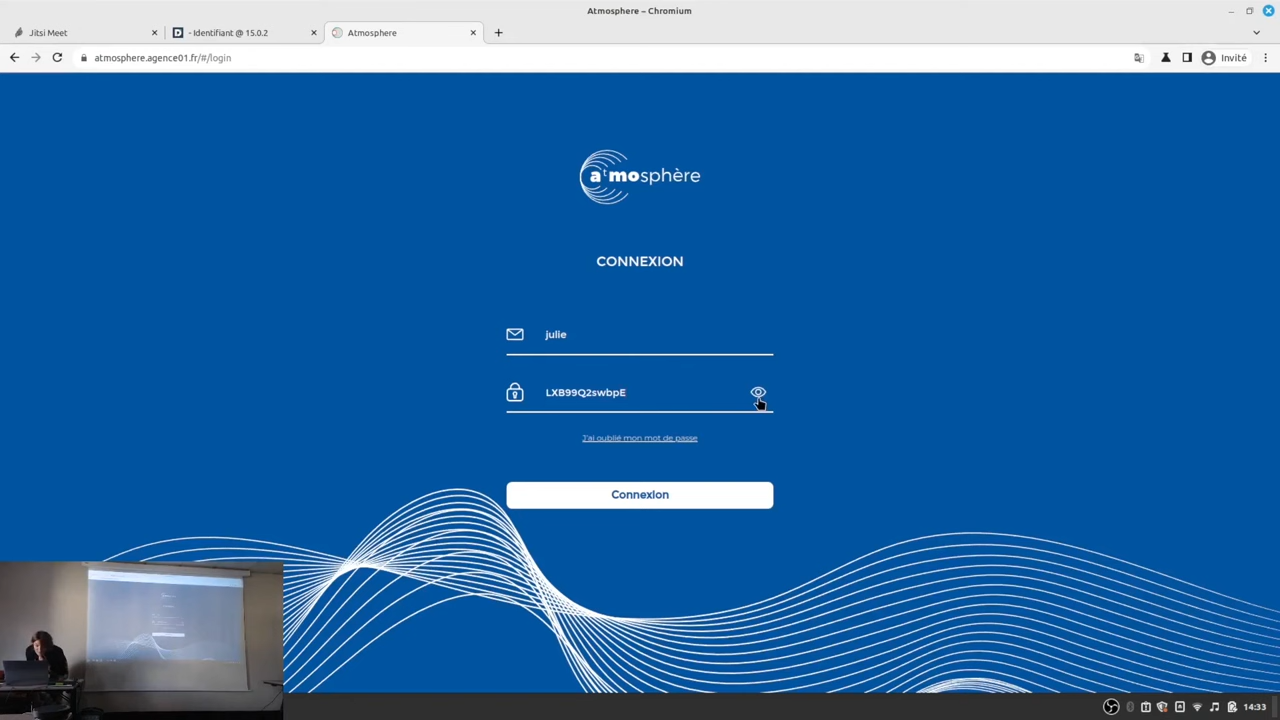 Atmosphere – Chromium
Jitsi Meet
- Identifiant @ 15.0.2
Atmosphere
atmosphere.agence01.fr/#/login
Invité
atmosphère
CONNEXION
julie
LXB99Q2swbpE
J'ai oublié mon mot de passe
Connexion
14:33